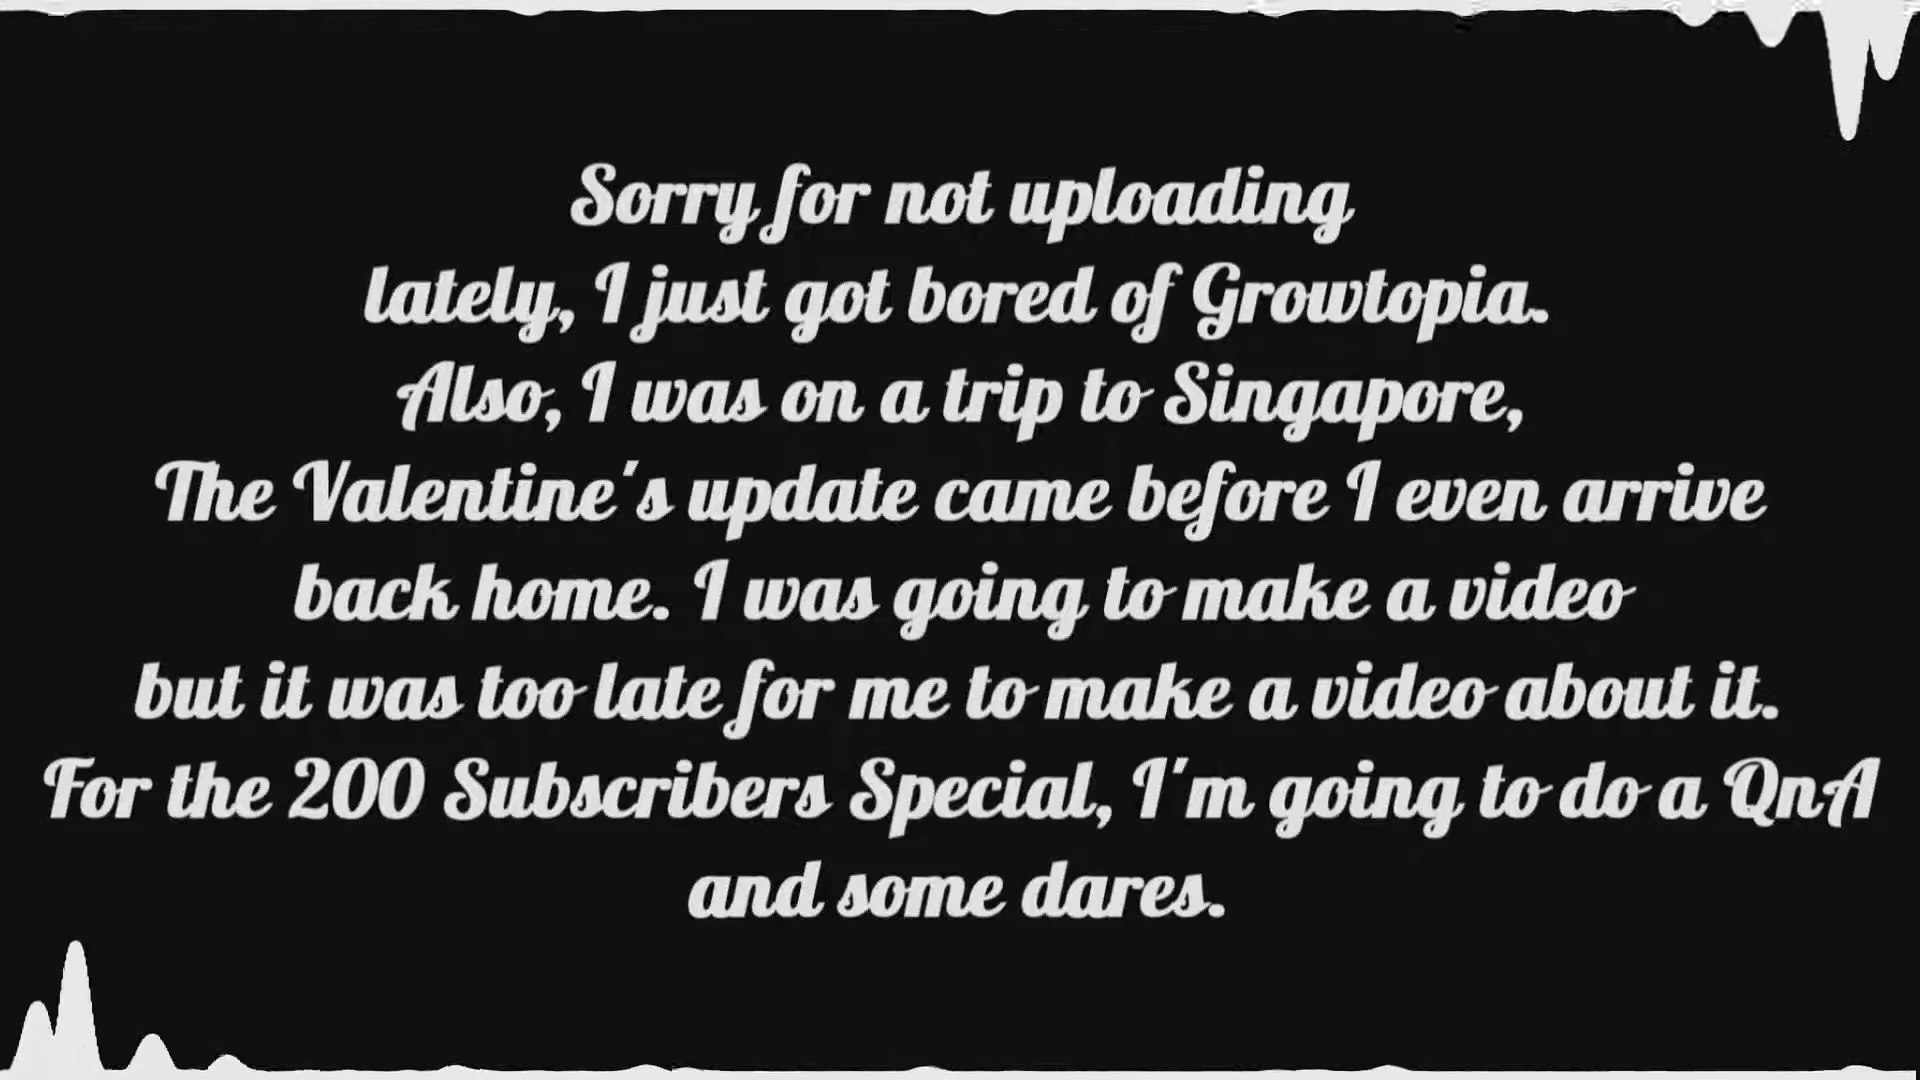 Sorry for not uploading
lately, I just got bored of Growtopia.
Also, I was on a trip to Singapore,
The Valentine's update came before I even arrive
back home. I was going to make a video
but it was too late for me to make a video about it.
For the 200 Subscribers Special, I'm going to do a QnA
and some dares.